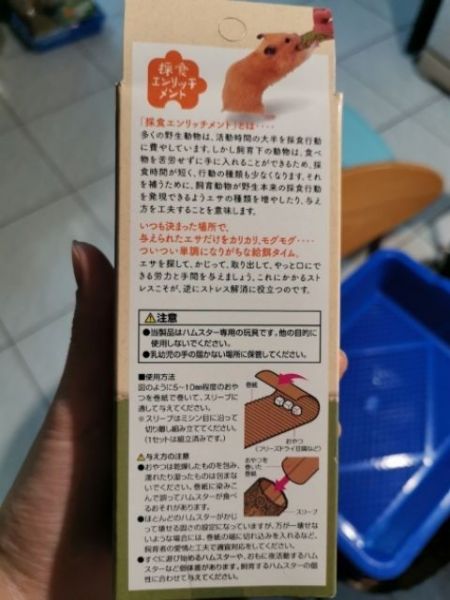 採食
エンリッチ
メント
「採食エンリッチメント」とは・・・・
多くの野生動物は、活動時間の大半を採食行動
に費やしています。しかし飼育下の動物は、食べ
物を苦労せずに手に入れることができるため、採
食時間が短く、行動の種類も少なくなります。それ
を補うために、飼育動物が野生本来の採食行動
を発現できるようエサの種類を増やしたり、与え
方を工夫することを意味します。
いつも決まった場所で、
与えられたエサだけをカリカリ、モグモグ・・・・
ついつい単調になりがちな給餌タイム。
エサを探して、かじって、取り出して、やっと口にで
きる労力と手間を与えましょう。これにかかるスト
レスこそが、逆にストレス解消に役立つのです。
⚠注意
●当製品はハムスター専用の玩具です。他の目的に
使用しないでください。
●乳幼児の手の届かない場所に保管してください。
■使用方法
図のように5～10㎜程度のおや
つを巻紙で巻いて、スリーブに
通して与えてください。
※スリーブはミシン目に沿って
切り離し組み立ててください。
(1セットは組立済みです。)
巻紙
おやつ
(フリーズドライ豆腐など)
⚠与え方の注意
●おやつは乾燥したものを包み、
濡れたり湿ったものは包ま
ないでください。巻紙に染みこ
んで誤ってハムスターが食べ
るおそれがあります。
おやつを
巻いた
巻紙
スリーブ
●ほとんどのハムスターがかじ
って壊せる固さの設定になっていますが、万が一壊せな
いような場合には、巻紙の端に切れ込みを入れるなど、
飼育者の愛情と工夫で適宜対応をしてください。
●すぐに遊び始めるハムスターや、おもに夜活動するハム
スターなど個体差があります。飼育するハムスターの個
性に合わせて与えてください。